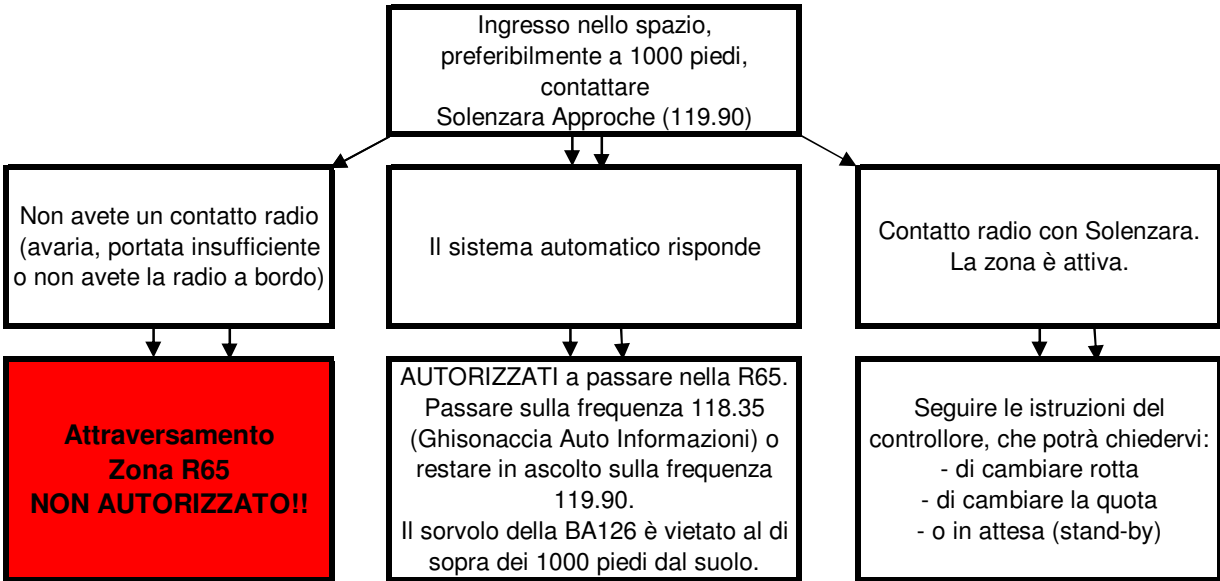 Ingresso nello spazio,
preferibilmente a 1000 piedi,
contattare
Solenzara Approche (119.90)
Non avete un contatto radio
(avaria, portata insufficiente
o non avete la radio a bordo)
Il sistema automatico risponde
Contatto radio con Solenzara.
La zona è attiva.
Attraversamento
Zona R65
NON AUTORIZZATO!!
AUTORIZZATI a passare nella R65.
Passare sulla frequenza 118.35
(Ghisonaccia Auto Informazioni) o
restare in ascolto sulla frequenza
119.90.
Il sorvolo della BA126 è vietato al di
sopra dei 1000 piedi dal suolo.
Seguire le istruzioni del
controllore, che potrà chiedervi:
- di cambiare rotta
- di cambiare la quota
- o in attesa (stand-by)